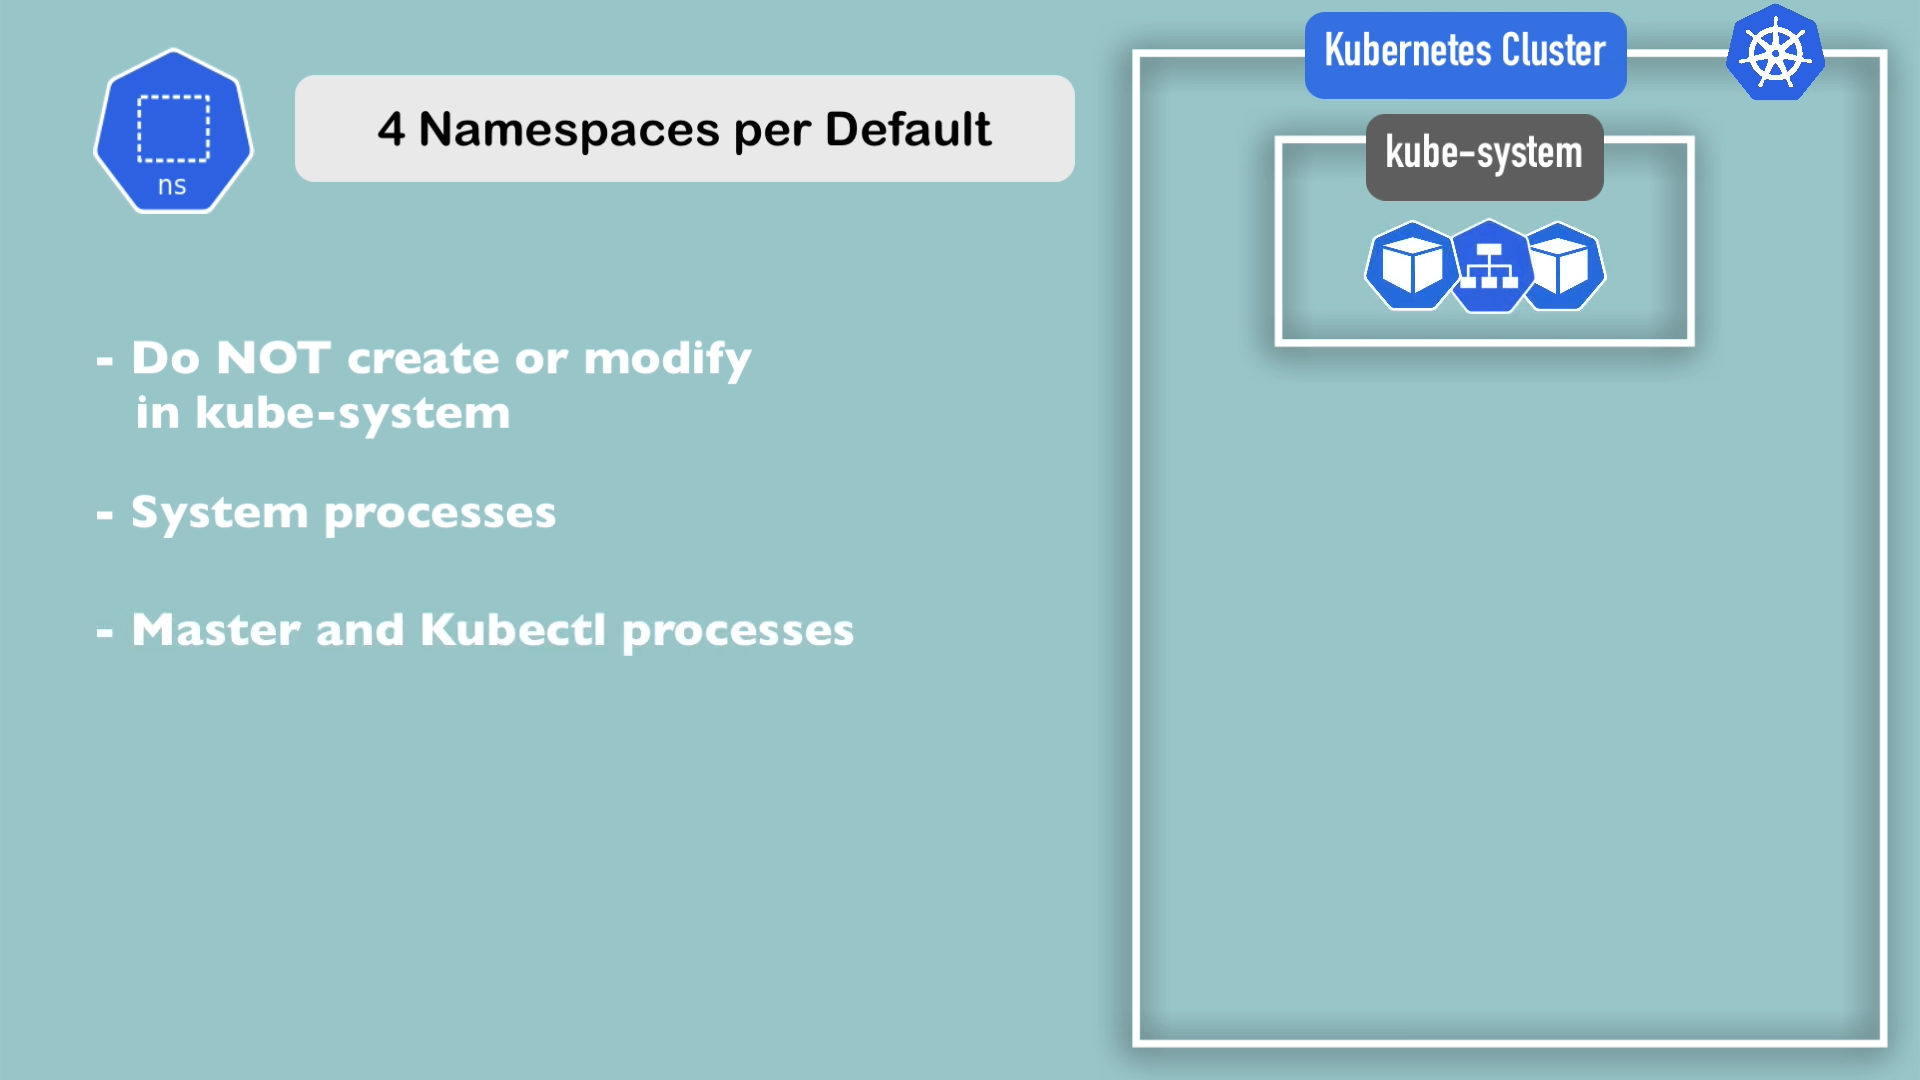 ns
4 Namespaces per Default
- Do NOT create or modify
in kube-system
- System processes
- Master and Kubectl processes
Kubernetes Cluster
kube-system